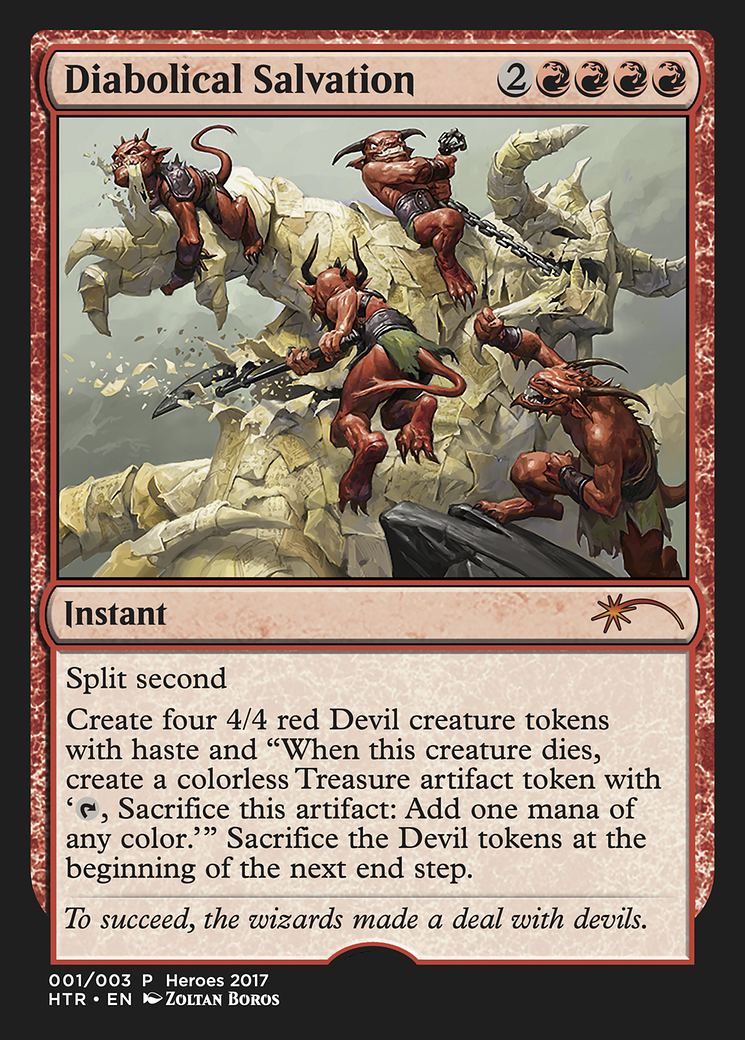 Diabolical Salvation 2
Instant
Split second
Create four 4/4 red Devil creature tokens
with haste and “When this creature dies,
create a colorless Treasure artifact token with
‘, Sacrifice this artifact: Add one mana of
any color.’” Sacrifice the Devil tokens at the
beginning of the next end step.
To succeed, the wizards made a deal with devils.
001/003 P Heroes 2017
HTR • EN Zoltan Boros